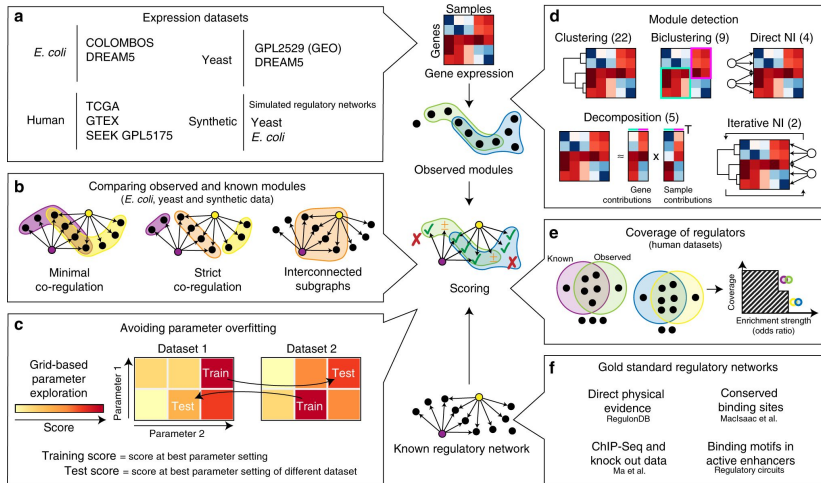 a
Expression datasets
E. coli
COLOMBOS
DREAM5
Yeast
GPL2529 (GEO)
DREAM5
Human
TCGA
GTEX
SEEK GPL5175
Synthetic
Simulated regulatory networks
Yeast
E. coli
b
Comparing observed and known modules
(E. coli, yeast and synthetic data)
Minimal
co-regulation
Strict
co-regulation
Interconnected
subgraphs
c
Avoiding parameter overfitting
Grid-based
parameter
exploration
Score
Parameter 1
Parameter 2
Dataset 1
Train
Test
Dataset 2
Test
Train
Training score = score at best parameter setting
Test score = score at best parameter setting of different dataset
Samples
Genes
Gene expression
Observed modules
Scoring
Known regulatory network
d
Module detection
Clustering (22)
Biclustering (9)
Direct NI (4)
Decomposition (5)
Iterative NI (2)
≈
x
T
Gene
contributions
Sample
contributions
e
Coverage of regulators
(human datasets)
Known
Observed
Coverage
Enrichment strength
(odds ratio)
f
Gold standard regulatory networks
Direct physical
evidence
RegulonDB
Conserved
binding sites
MacIsaac et al.
ChIP-Seq and
knock out data
Ma et al.
Binding motifs in
active enhancers
Regulatory circuits